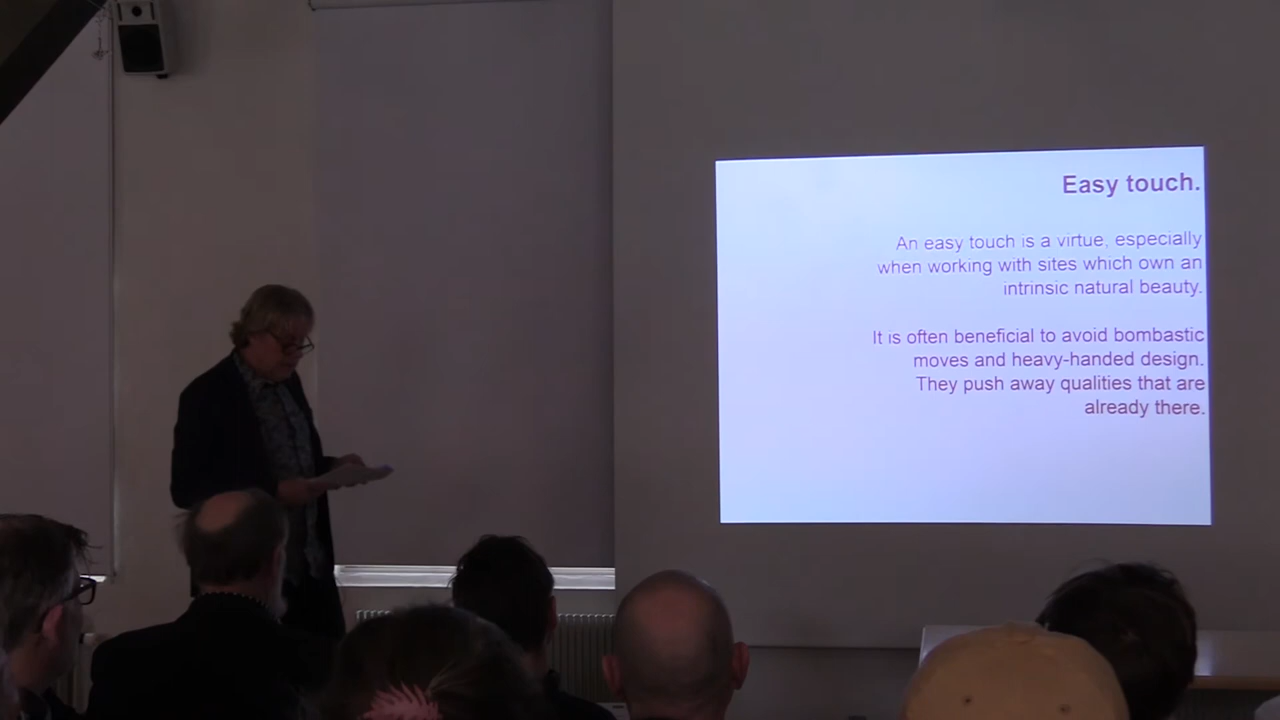 Easy touch.
An easy touch is a virtue, especially
when working with sites which own an
intrinsic natural beauty.
It is often beneficial to avoid bombastic
moves and heavy-handed design.
They push away qualities that are
already there.